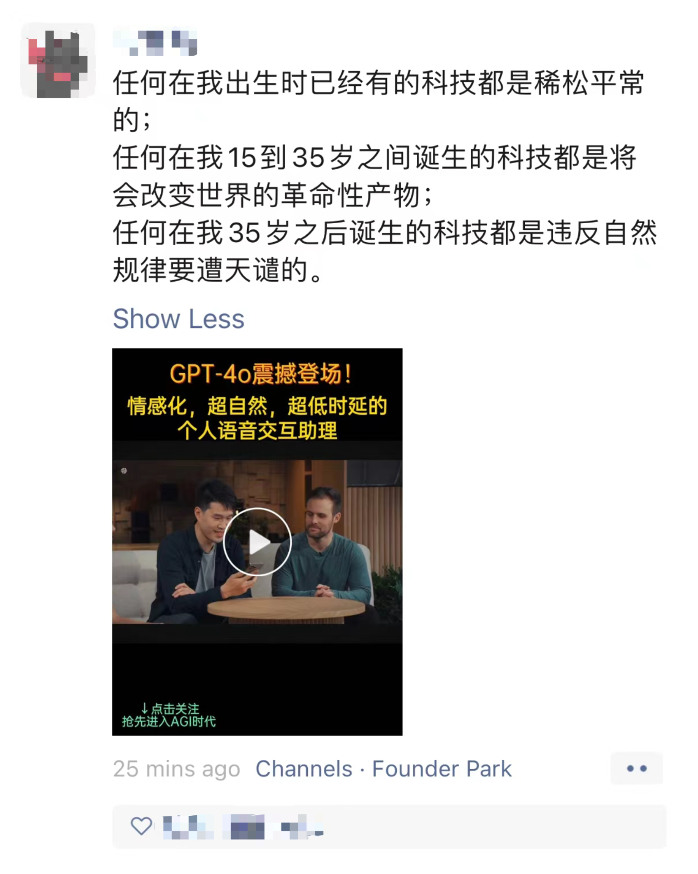 任何在我出生时已经有的科技都是稀松平常
的；
任何在我15到35岁之间诞生的科技都是将
会改变世界的革命性产物；
任何在我35岁之后诞生的科技都是违反自然
规律要遭天谴的。
Show Less
GPT-4o震撼登场！
情感化，超自然，超低时延的
个人语音交互助理
↓点击关注
抢先进入AGI时代
25 mins ago Channels · Founder Park